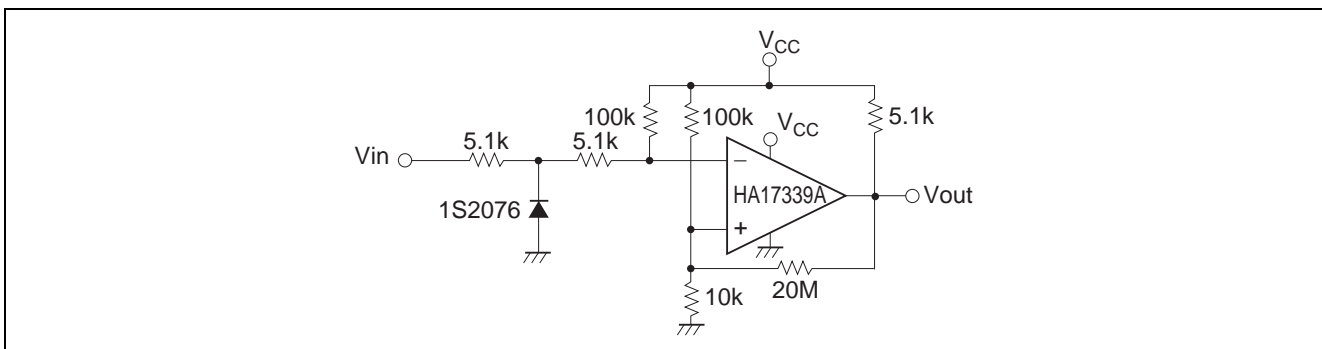 VCC
100k
100k
5.1k
VCC
5.1k
5.1k
Vin
−
HA17339A
Vout
1S2076
+
20M
10k